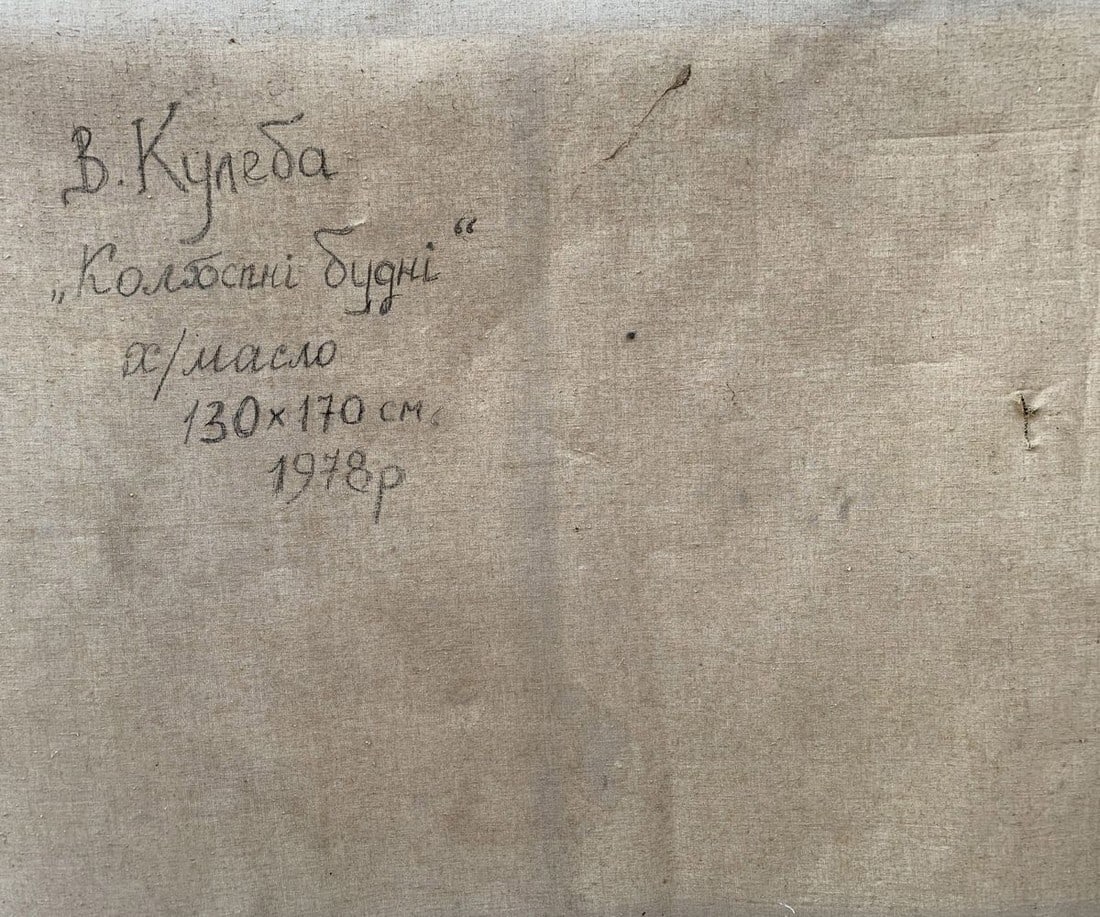 В. Кулеба
„Колгоспні будні“
х/масло
130×170 см.
1978р